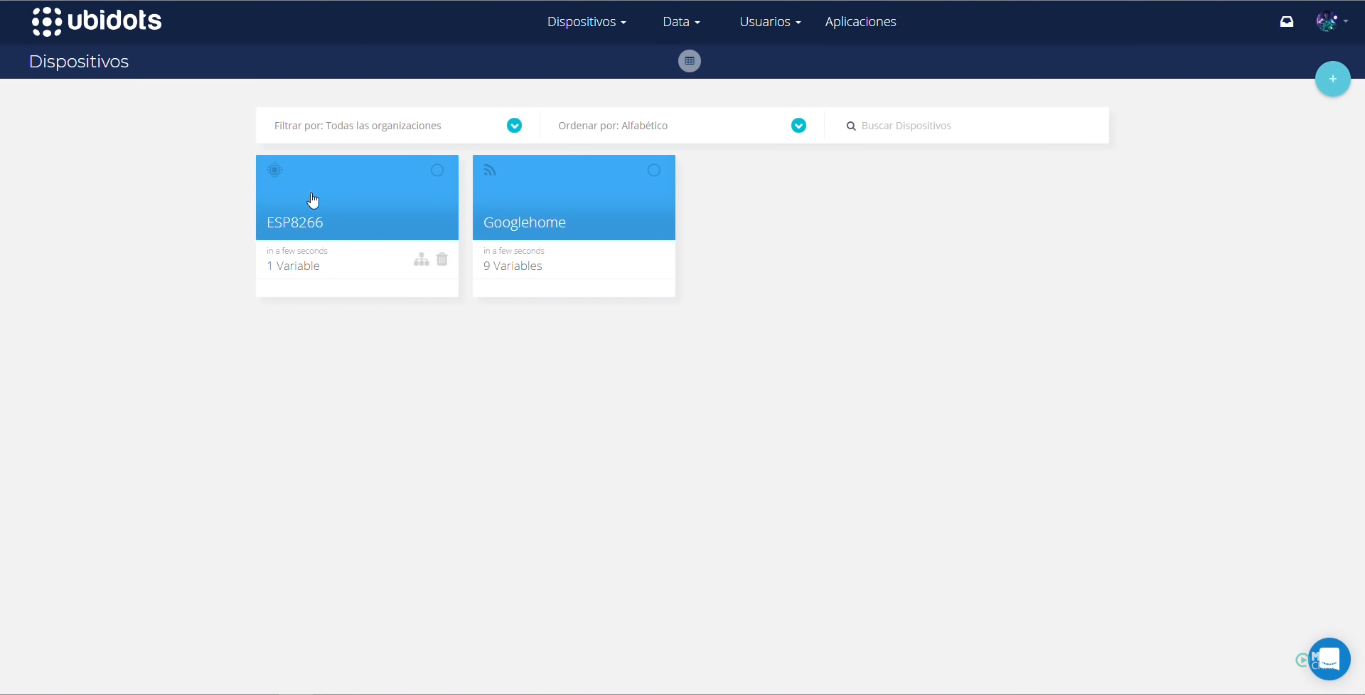 ubidots
Dispositivos
Data
Usuarios
Aplicaciones
Dispositivos
Filtrar por: Todas las organizaciones
Ordenar por: Alfabético
Buscar Dispositivos
ESP8266
in a few seconds
1 Variable
Googlehome
in a few seconds
9 Variables